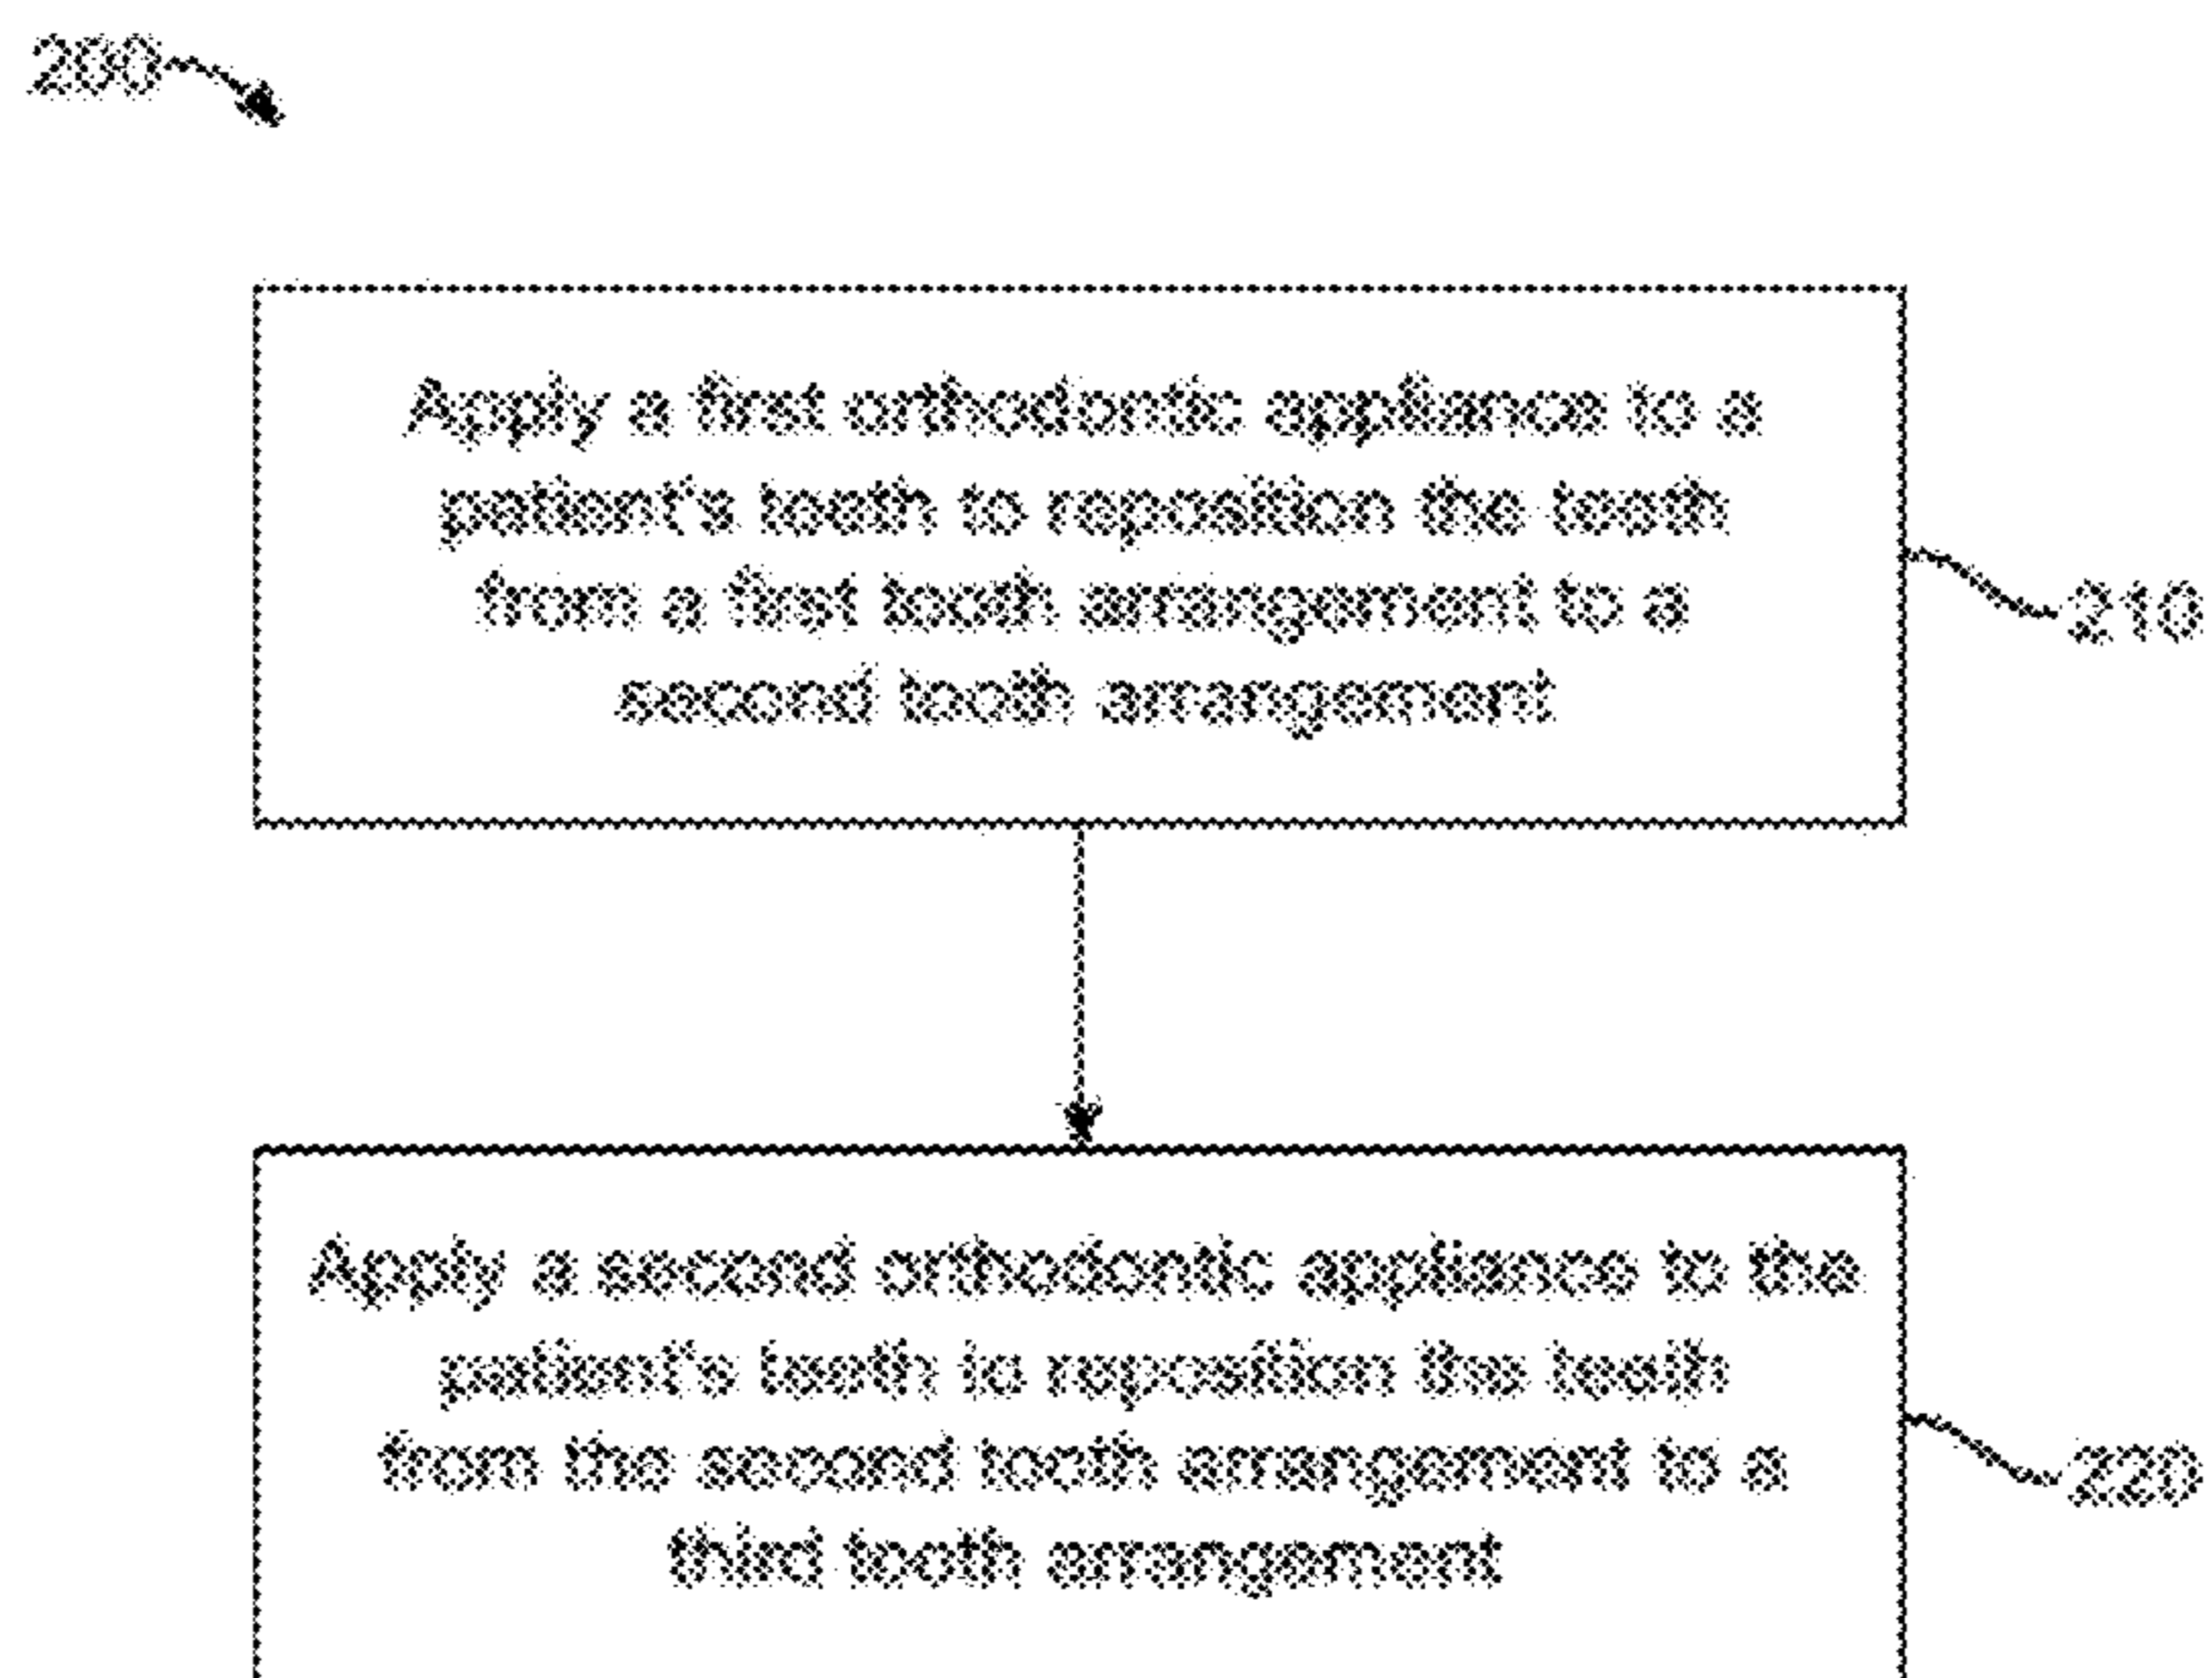 200
Apply a first orthodontic appliance to a
patient's teeth to reposition the teeth
from a first tooth arrangement to a
second tooth arrangement
210
Apply a second orthodontic appliance to the
patient's teeth to reposition the teeth
from the second tooth arrangement to a
third tooth arrangement
220